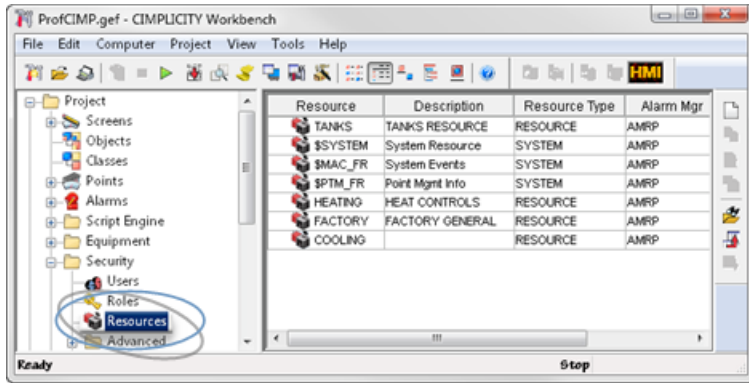 ProfCIMP.gef - CIMPLICITY Workbench
File Edit Computer Project View Tools Help
HMI
Project
Screens
Objects
Classes
Points
Alarms
Script Engine
Equipment
Security
Users
Roles
Resources
Advanced
Resource Description Resource Type Alarm Mgr
TANKS TANKS RESOURCE RESOURCE AMRP
$SYSTEM System Resource SYSTEM AMRP
$MAC_FR System Events SYSTEM AMRP
$PTM_FR Point Mgmt Info SYSTEM AMRP
HEATING HEAT CONTROLS RESOURCE AMRP
FACTORY FACTORY GENERAL RESOURCE AMRP
COOLING RESOURCE AMRP
Ready Stop